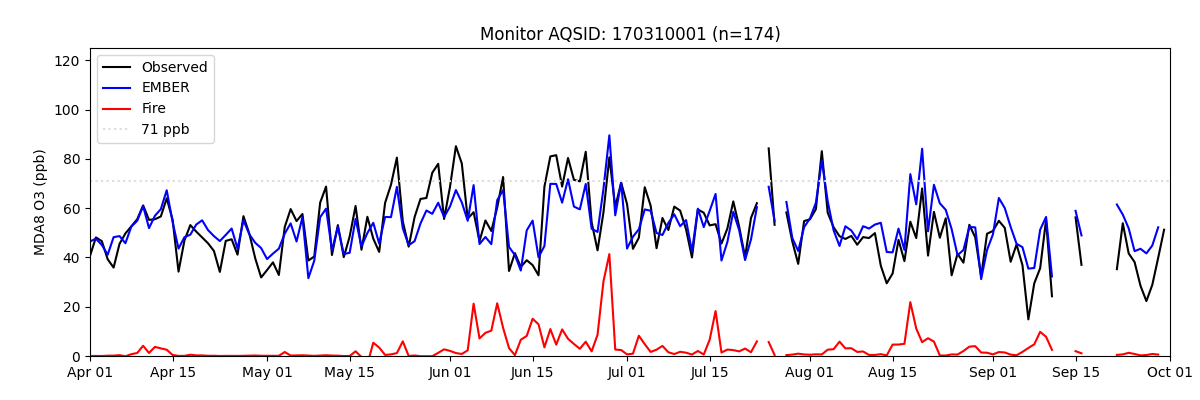 Monitor AQSID: 170310001 (n=174)
MDA8 O3 (ppb)
120
100
80
60
40
20
0
Observed
EMBER
Fire
71 ppb
Apr 01 Apr 15 May 01 May 15 Jun 01 Jun 15 Jul 01 Jul 15 Aug 01 Aug 15 Sep 01 Sep 15 Oct 01